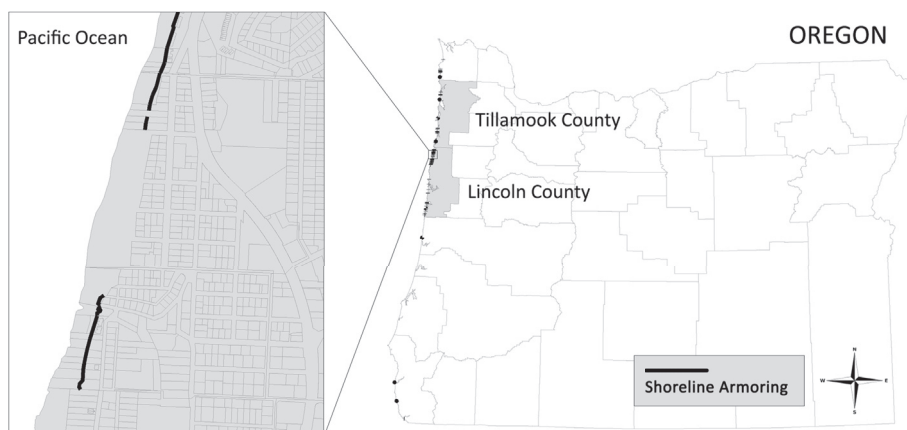 Pacific Ocean
OREGON
Tillamook County
Lincoln County
Shoreline Armoring
N
W
E
S